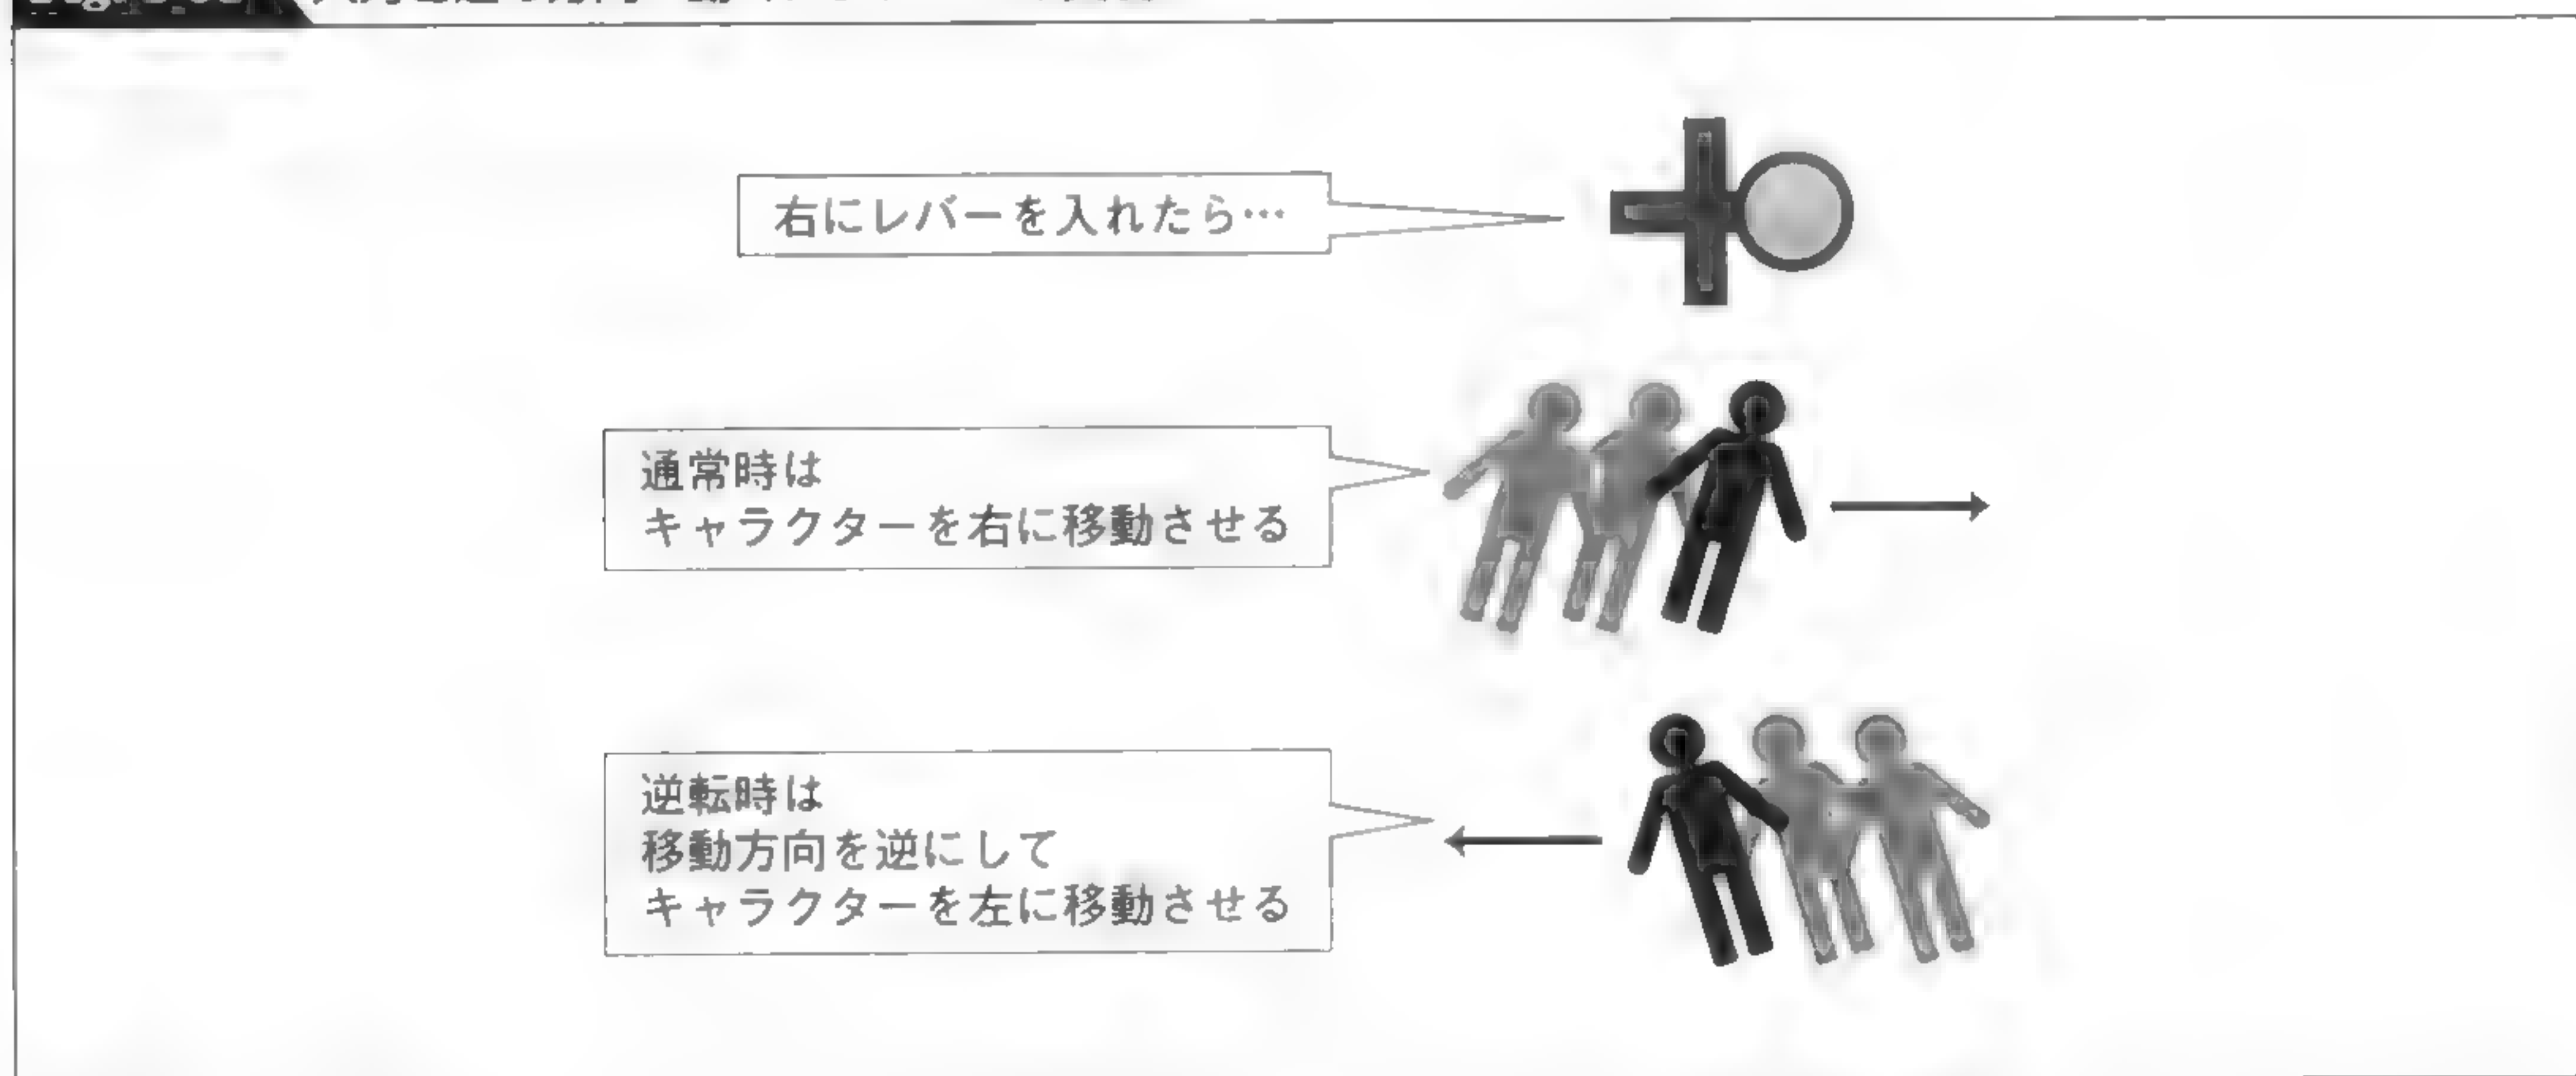 右にレバーを入れたら…
通常時は
キャラクターを右に移動させる
逆転時は
移動方向を逆にして
キャラクターを左に移動させる